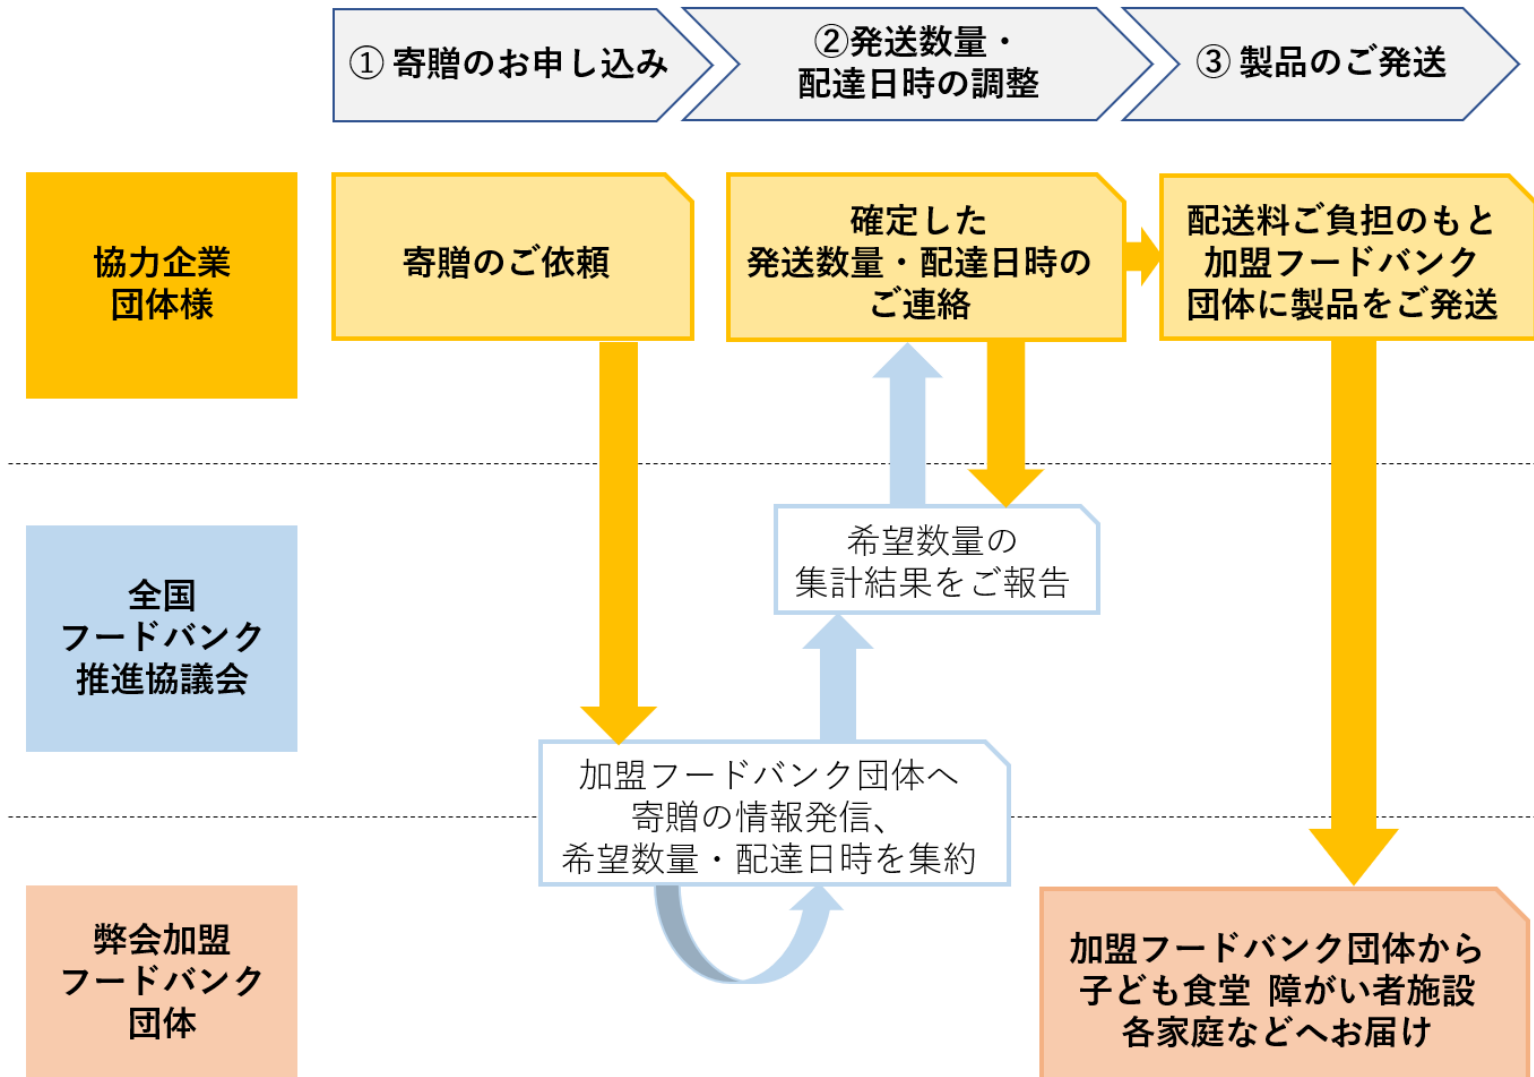 ① 寄贈のお申し込み
②発送数量・
配達日時の調整
③ 製品のご発送
協力企業
団体様
寄贈のご依頼
確定した
発送数量・配達日時の
ご連絡
配送料ご負担のもと
加盟フードバンク
団体に製品をご発送
全国
フードバンク
推進協議会
希望数量の
集計結果をご報告
加盟フードバンク団体へ
寄贈の情報発信、
希望数量・配達日時を集約
弊会加盟
フードバンク
団体
加盟フードバンク団体から
子ども食堂 障がい者施設
各家庭などへお届け